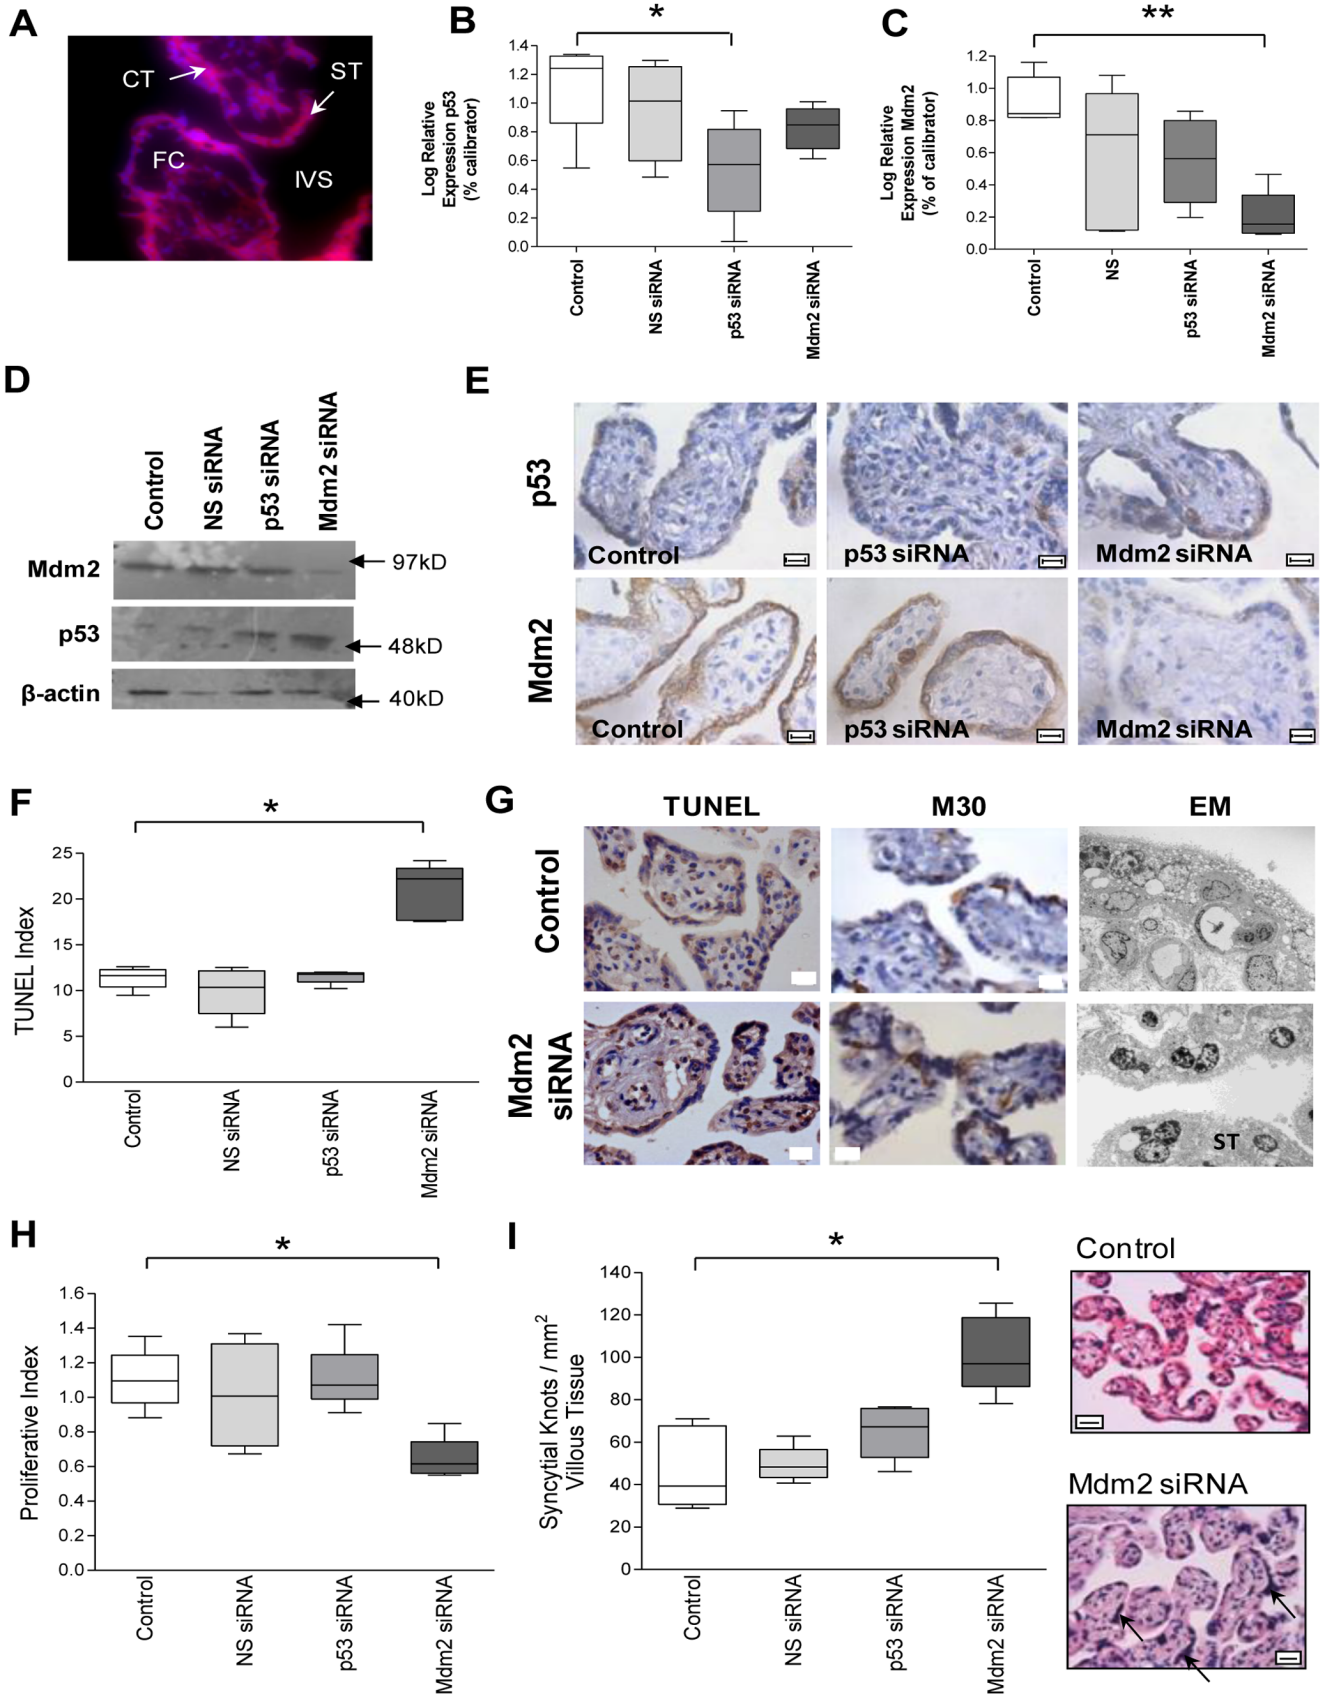 A
CT
ST
FC
IVS
B
*
Log Relative
Expression p53
(% calibrator)
1.4
1.2
1.0
0.8
0.6
0.4
0.2
0.0
Control
NS siRNA
p53 siRNA
Mdm2 siRNA
C
**
Log Relative
Expression Mdm2
(% of calibrator)
1.2
1.0
0.8
0.6
0.4
0.2
0.0
Control
NS
p53 siRNA
Mdm2 siRNA
D
Control
NS siRNA
p53 siRNA
Mdm2 siRNA
Mdm2
97kD
p53
48kD
β-actin
40kD
E
p53
Control
p53 siRNA
Mdm2 siRNA
Mdm2
Control
p53 siRNA
Mdm2 siRNA
F
*
TUNEL Index
25
20
15
10
5
0
Control
NS siRNA
p53 siRNA
Mdm2 siRNA
G
TUNEL
M30
EM
Control
Mdm2
siRNA
ST
H
*
Proliferative Index
1.6
1.4
1.2
1.0
0.8
0.6
0.4
0.2
0.0
Control
NS siRNA
p53 siRNA
Mdm2 siRNA
I
*
Syncytial Knots / mm2
Villous Tissue
140
120
100
80
60
40
20
0
Control
NS siRNA
p53 siRNA
Mdm2 siRNA
Control
Mdm2 siRNA